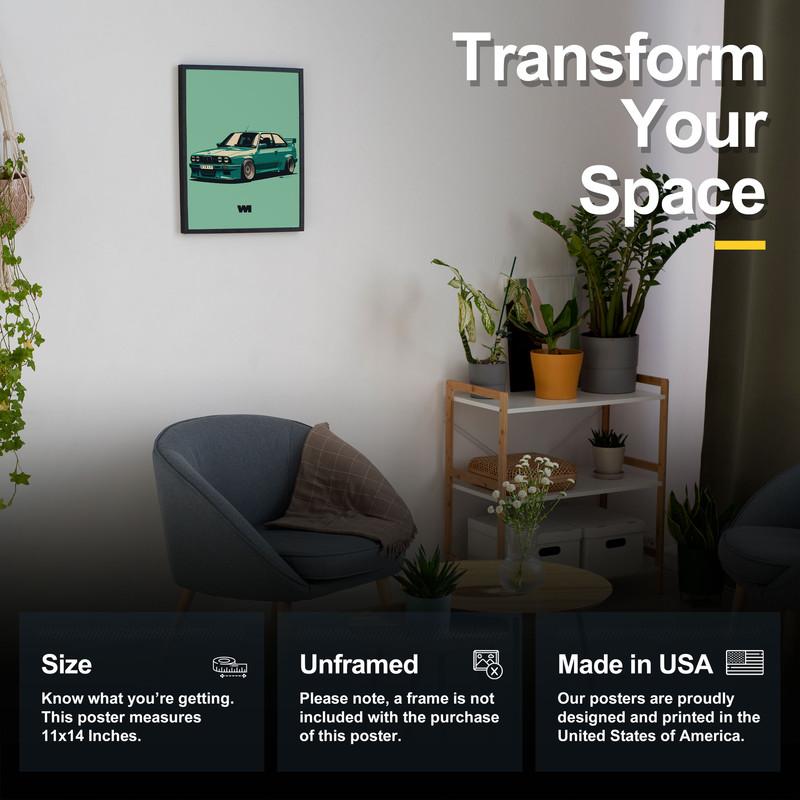 Transform
Your
Space
Size
Know what you're getting.
This poster measures
11x14 Inches.
Unframed
Please note, a frame is not
included with the purchase
of this poster.
Made in USA
Our posters are proudly
designed and printed in the
United States of America.